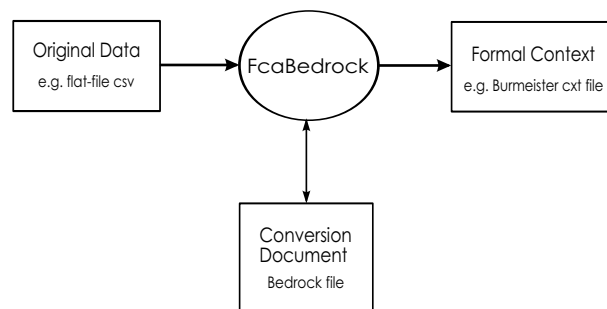 Original Data
e.g. flat-file csv
FcaBedrock
Formal Context
e.g. Burmeister cxt file
Conversion
Document
Bedrock file